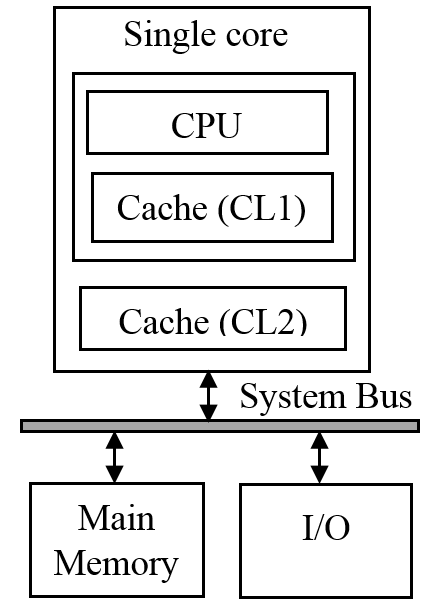 Single core
CPU
Cache (CL1)
Cache (CL2)
System Bus
Main
Memory
I/O